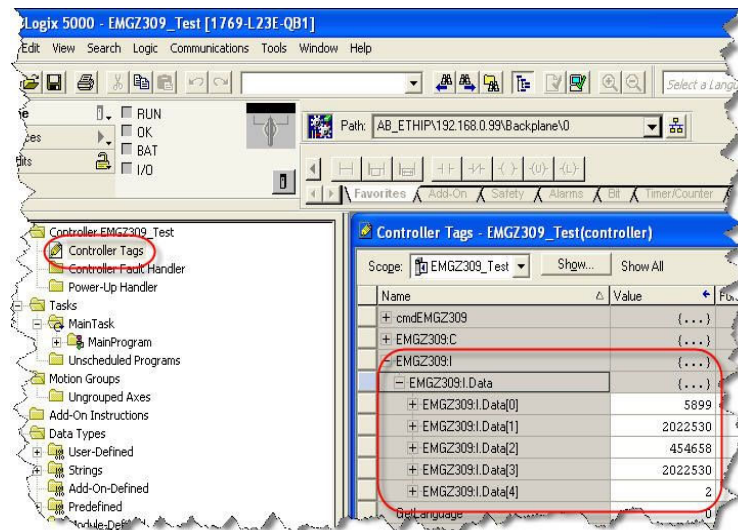 Logix 5000 - EMGZ309_Test [1769-L23E-QB1]
Edit View Search Logic Communications Tools Window Help
Select a Lang
RUN
OK
BAT
I/O
Path: AB_ETHIP\192.168.0.99\Backplane\0
Favorites Add-On Safety Alarms Bit Timer/Counter
Controller EMGZ309_Test
Controller Tags
Controller Fault Handler
Power-Up Handler
Tasks
MainTask
MainProgram
Unscheduled Programs
Motion Groups
Ungrouped Axes
Add-On Instructions
Data Types
User-Defined
Strings
Add-On-Defined
Predefined
Module-Def
Controller Tags - EMGZ309_Test(controller)
Scope: EMGZ309_Test Show... Show All
Name Value
+ cmdEMGZ309 {...}
+ EMGZ309:C {...}
- EMGZ309:I {...}
- EMGZ309:I.Data {...}
+ EMGZ309:I.Data[0] 5899
+ EMGZ309:I.Data[1] 2022530
+ EMGZ309:I.Data[2] 454658
+ EMGZ309:I.Data[3] 2022530
+ EMGZ309:I.Data[4] 2
GetLanguage 0